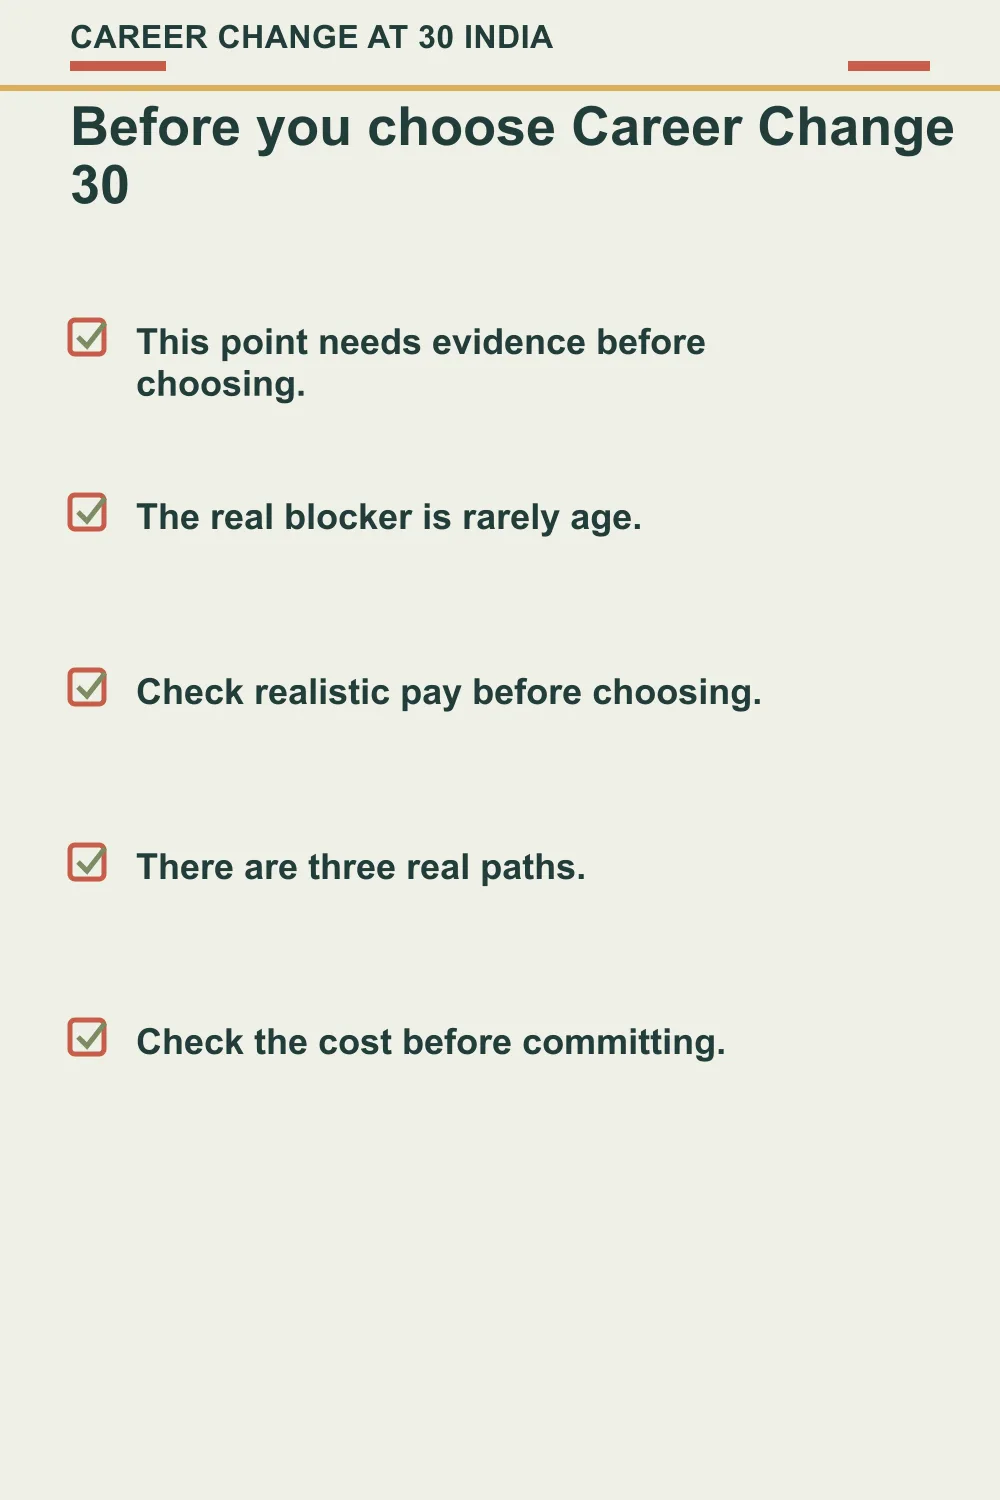 CAREER CHANGE AT 30 INDIA
Before you choose Career Change
30
This point needs evidence before
choosing.
The real blocker is rarely age.
Check realistic pay before choosing.
There are three real paths.
Check the cost before committing.